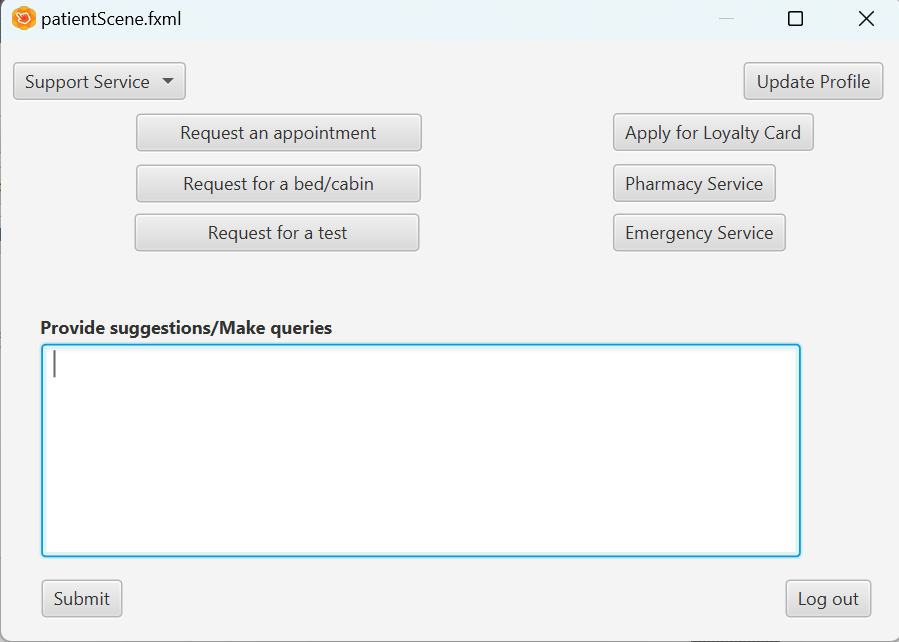 patientScene.fxml
Support Service
Update Profile
Request an appointment
Apply for Loyalty Card
Request for a bed/cabin
Pharmacy Service
Request for a test
Emergency Service
Provide suggestions/Make queries
Submit
Log out